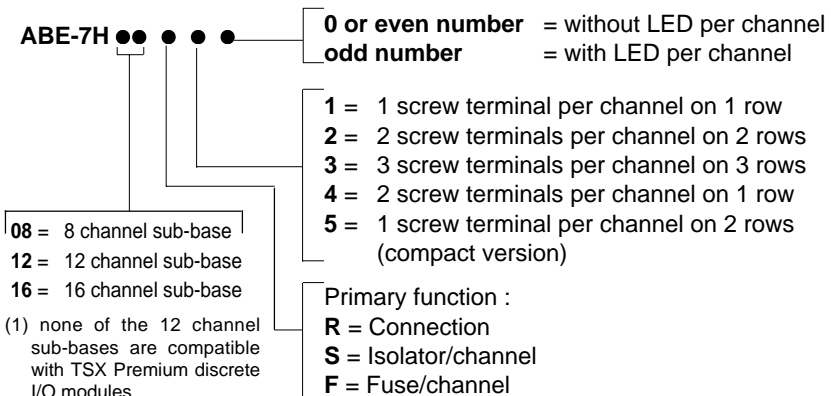 ABE-7H
0 or even number = without LED per channel
odd number = with LED per channel
1 = 1 screw terminal per channel on 1 row
2 = 2 screw terminals per channel on 2 rows
3 = 3 screw terminals per channel on 3 rows
4 = 2 screw terminals per channel on 1 row
5 = 1 screw terminal per channel on 2 rows
(compact version)
08 = 8 channel sub-base
12 = 12 channel sub-base
16 = 16 channel sub-base
(1) none of the 12 channel
sub-bases are compatible
with TSX Premium discrete
I/O modules
Primary function :
R = Connection
S = Isolator/channel
F = Fuse/channel